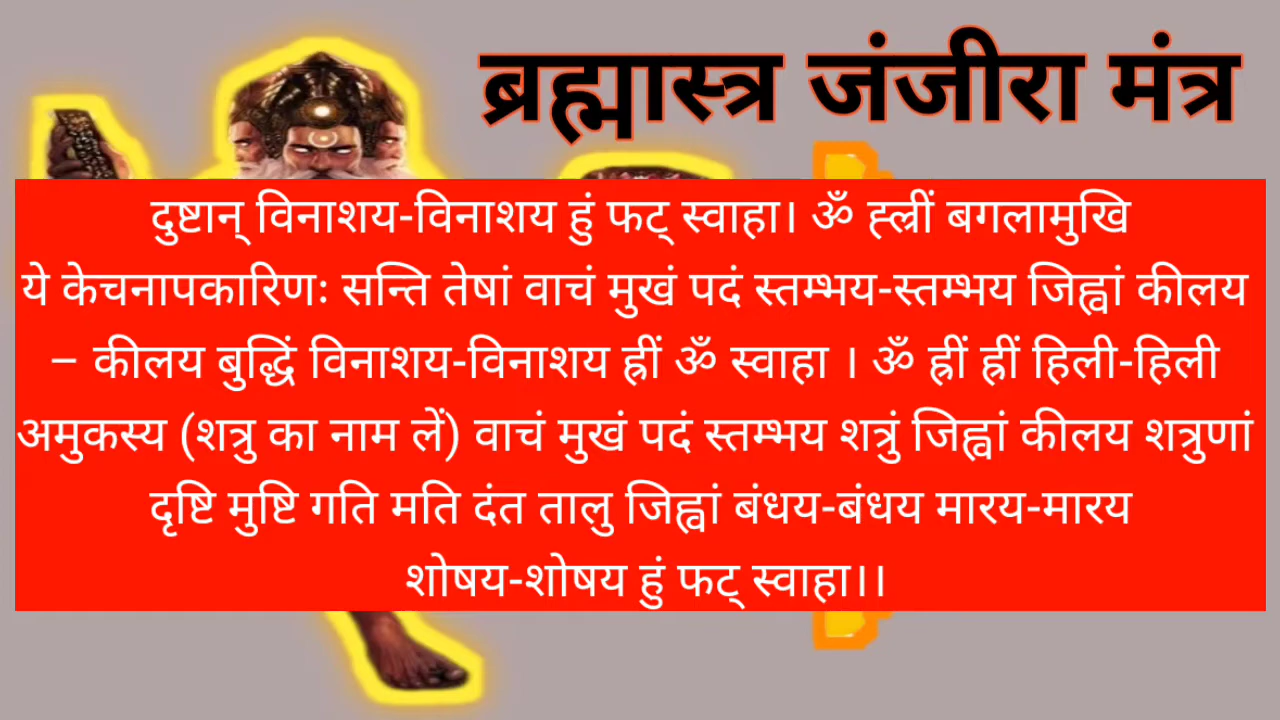 ब्रह्मास्त्र जंजीरा मंत्र
दुष्टान् विनाशय-विनाशय हुं फट् स्वाहा। ॐ ह्ल्रीं बगलामुखि
ये केचनापकारिणः सन्ति तेषां वाचं मुखं पदं स्तम्भय-स्तम्भय जिह्वां कीलय
– कीलय बुद्धिं विनाशय-विनाशय ह्रीं ॐ स्वाहा । ॐ ह्रीं ह्रीं हिली-हिली
अमुकस्य (शत्रु का नाम लें) वाचं मुखं पदं स्तम्भय शत्रुं जिह्वां कीलय शत्रुणां
दृष्टि मुष्टि गति मति दंत तालु जिह्वां बंधय-बंधय मारय-मारय
शोषय-शोषय हुं फट् स्वाहा।।